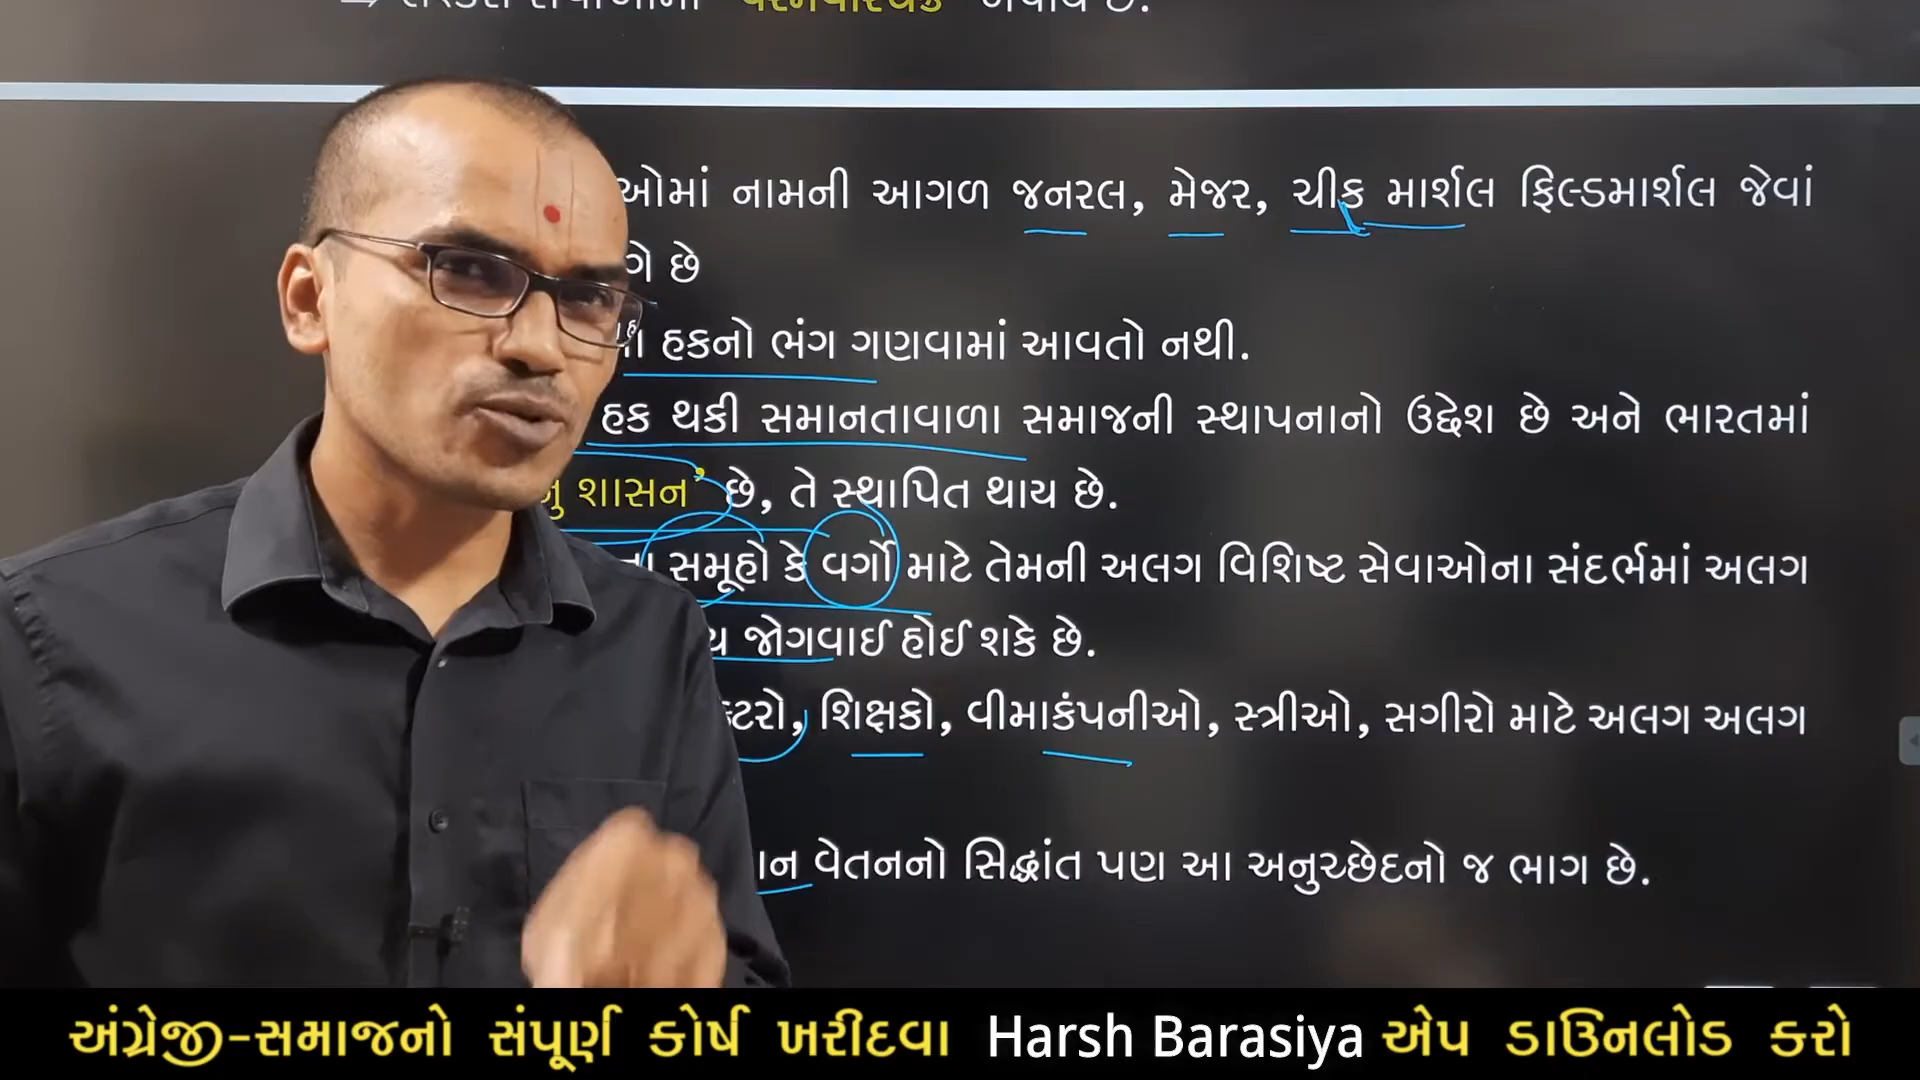 ઓમાં નામની આગળ જનરલ, મેજર, ચીફ માર્શલ ફિલ્ડમાર્શલ જેવાં
છે
હકનો ભંગ ગણવામાં આવતો નથી.
હક થકી સમાનતાવાળા સમાજની સ્થાપનાનો ઉદ્દેશ છે અને ભારતમાં
નુ શાસન’ છે, તે સ્થાપિત થાય છે.
સમૂહો કે વર્ગો માટે તેમની અલગ વિશિષ્ટ સેવાઓના સંદર્ભમાં અલગ
જોગવાઈ હોઈ શકે છે.
ક્ટરો, શિક્ષકો, વીમાકંપનીઓ, સ્ત્રીઓ, સગીરો માટે અલગ અલગ
ાન વેતનનો સિદ્ધાંત પણ આ અનુચ્છેદનો જ ભાગ છે.
અંગ્રેજી-સમાજનો સંપૂર્ણ કોર્ષ ખરીદવા Harsh Barasiya એપ ડાઉનલોડ કરો